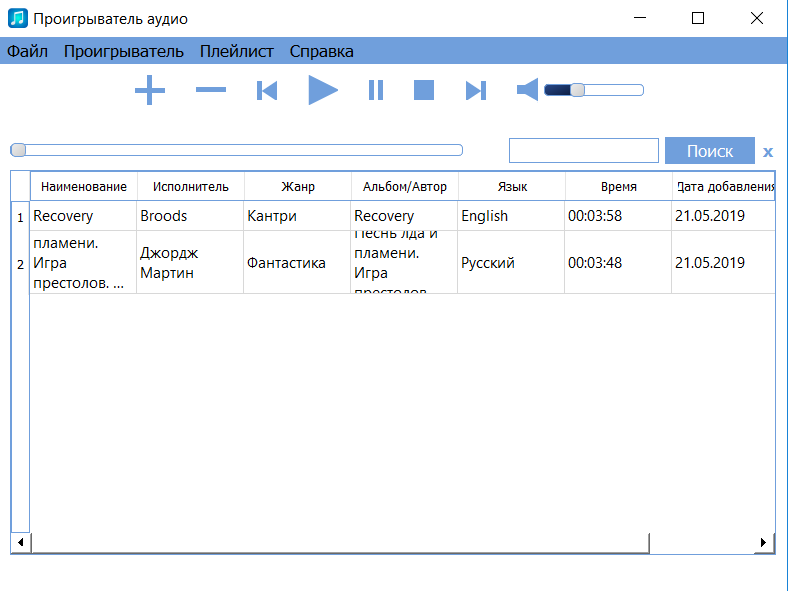 Проигрыватель аудио
Файл Проигрыватель Плейлист Справка
Поиск x
Наименование Исполнитель Жанр Альбом/Автор Язык Время Дата добавления
1 Recovery Broods Кантри Recovery English 00:03:58 21.05.2019
2
пламени.
Игра
престолов. ...
Джордж
Мартин
Фантастика
Песнь лда и
пламени.
Игра
престолов
Русский
00:03:48
21.05.2019